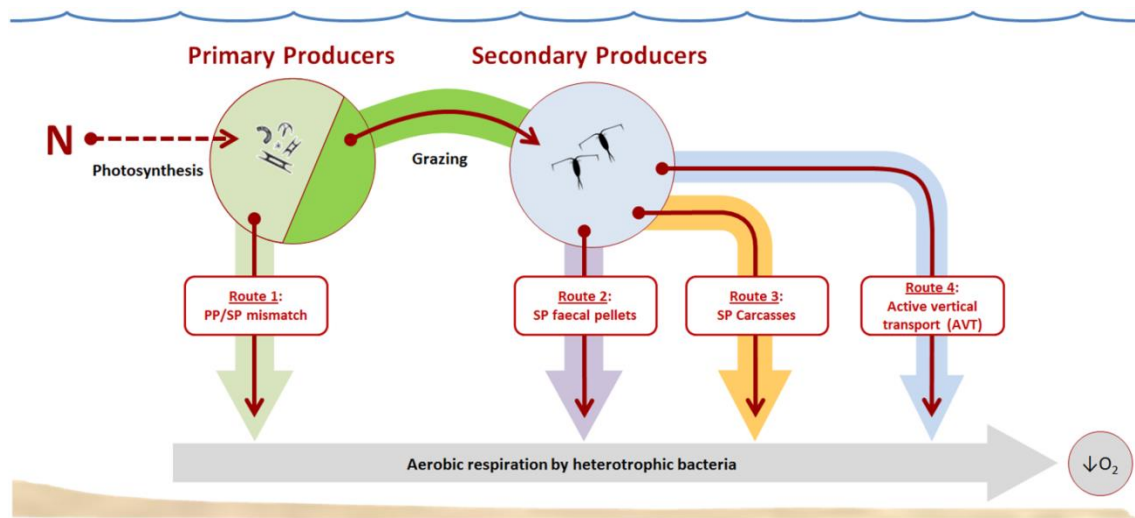 Primary Producers
Secondary Producers
N
Photosynthesis
Grazing
Route 1:
PP/SP mismatch
Route 2:
SP faecal pellets
Route 3:
SP Carcasses
Route 4:
Active vertical
transport (AVT)
Aerobic respiration by heterotrophic bacteria
↓O₂